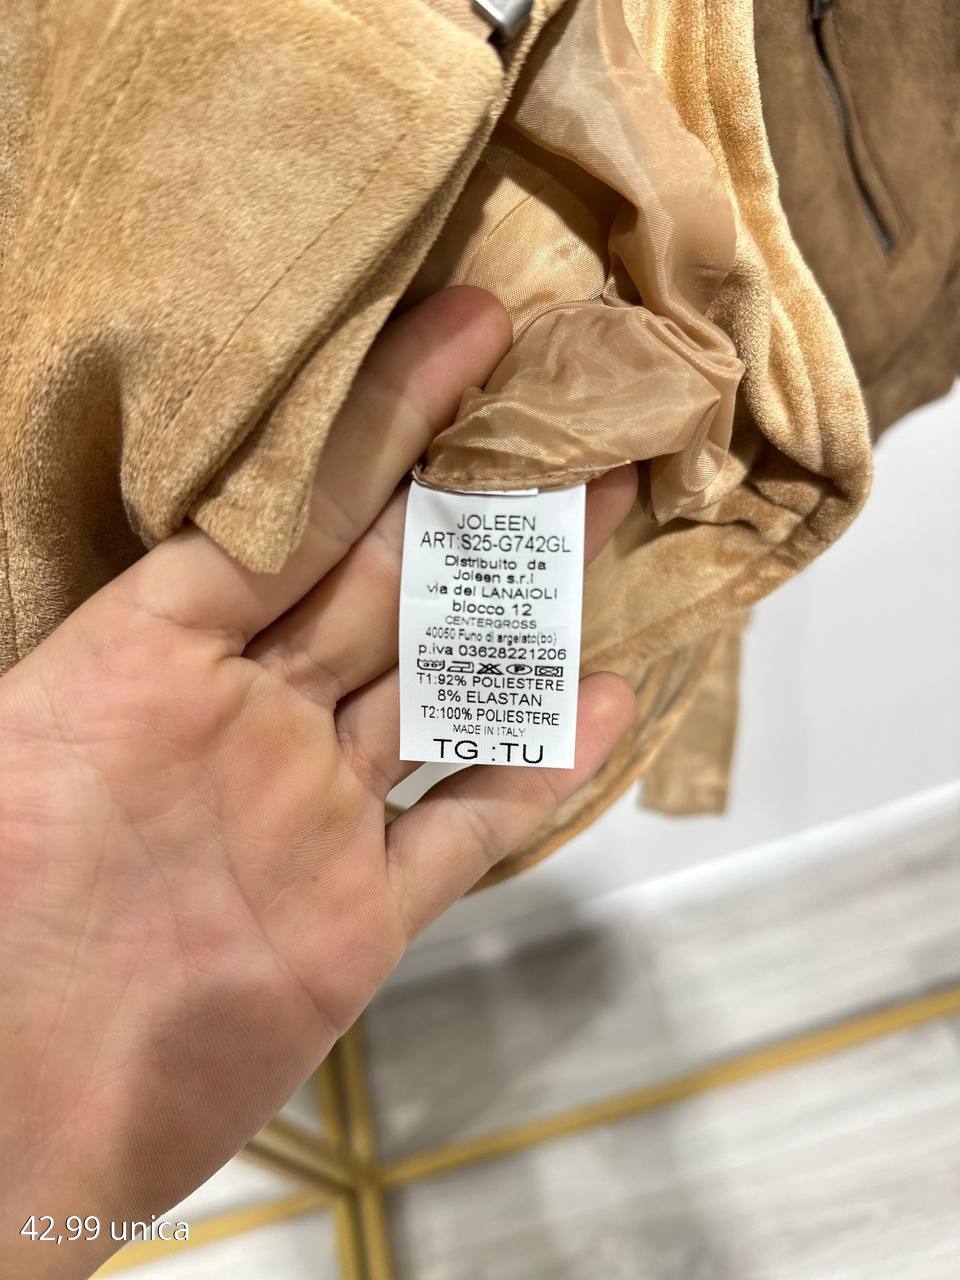 JOLEEN
ART:S25-G742GL
Distribuito da
Joleen s.r.l
via dei LANAIOLI
blocco 12
CENTERGROSS
40050 Funo di argelato(bo)
p.iva 03628221206
T1:92% POLIESTERE
8% ELASTAN
T2:100% POLIESTERE
MADE IN ITALY
TG :TU
42,99 unica